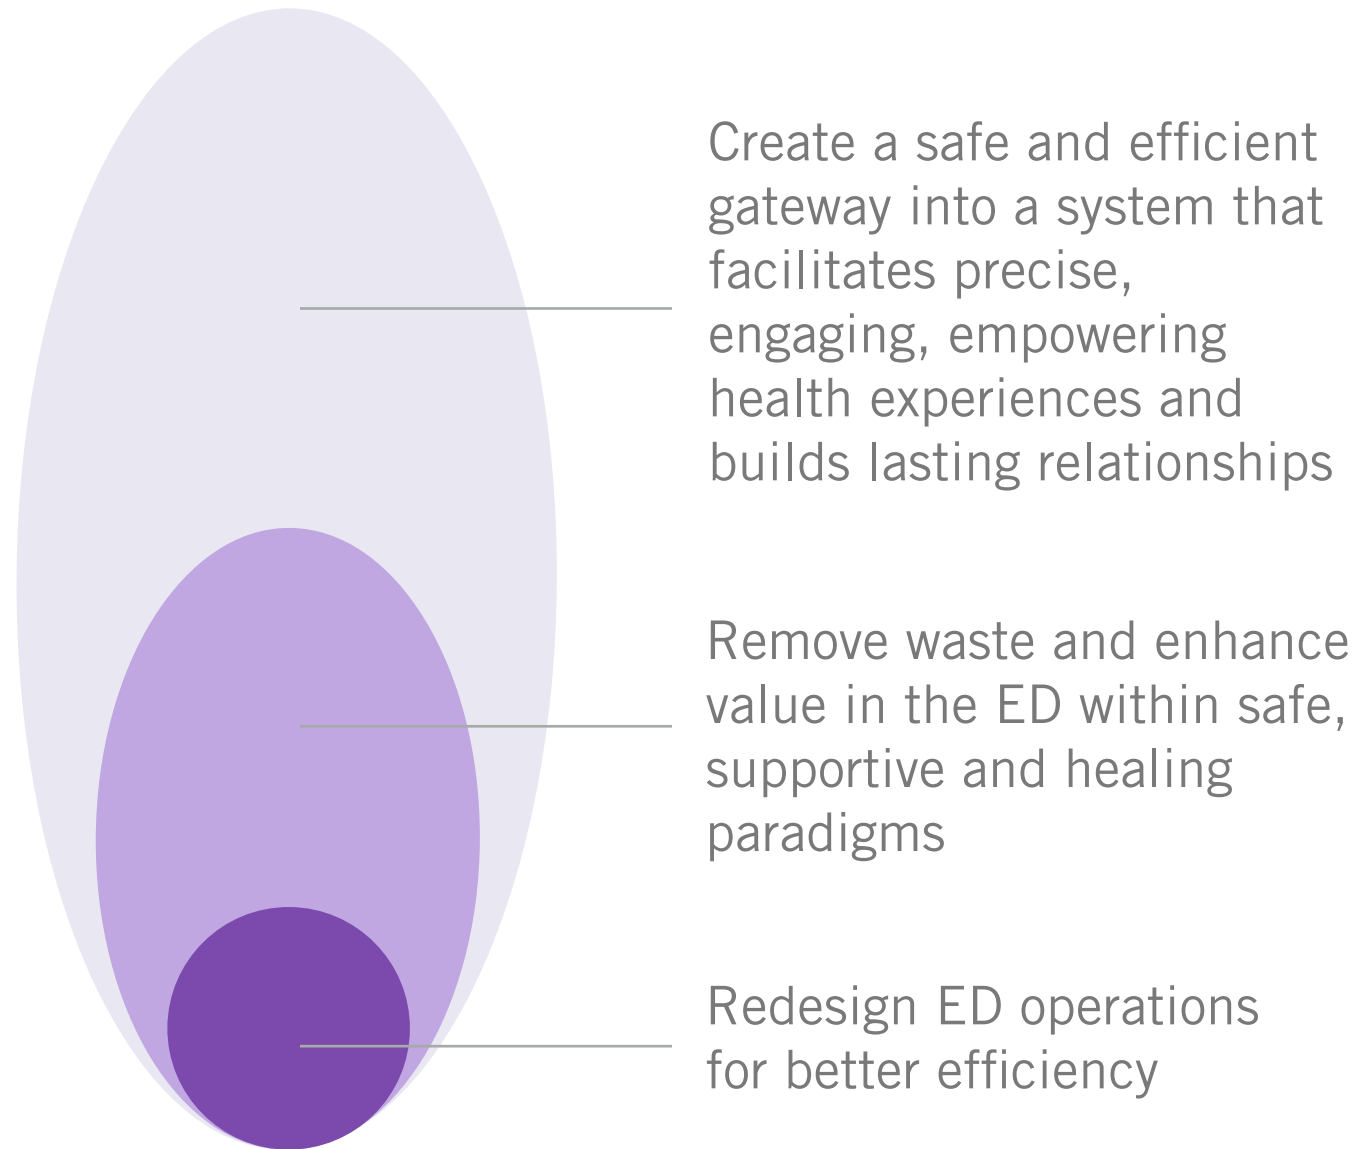 Create a safe and efficient
gateway into a system that
facilitates precise,
engaging, empowering
health experiences and
builds lasting relationships
Remove waste and enhance
value in the ED within safe,
supportive and healing
paradigms
Redesign ED operations
for better efficiency